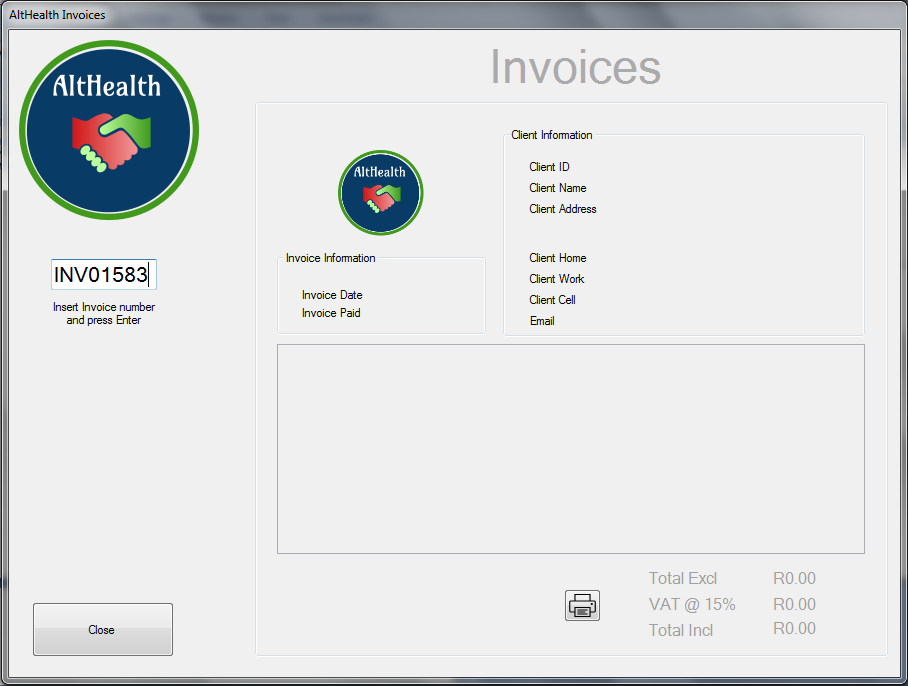 AltHealth Invoices
AltHealth
Invoices
INV01583
Insert Invoice number
and press Enter
Close
AltHealth
Invoice Information
Invoice Date
Invoice Paid
Client Information
Client ID
Client Name
Client Address
Client Home
Client Work
Client Cell
Email
Total Excl R0.00
VAT @ 15% R0.00
Total Incl R0.00